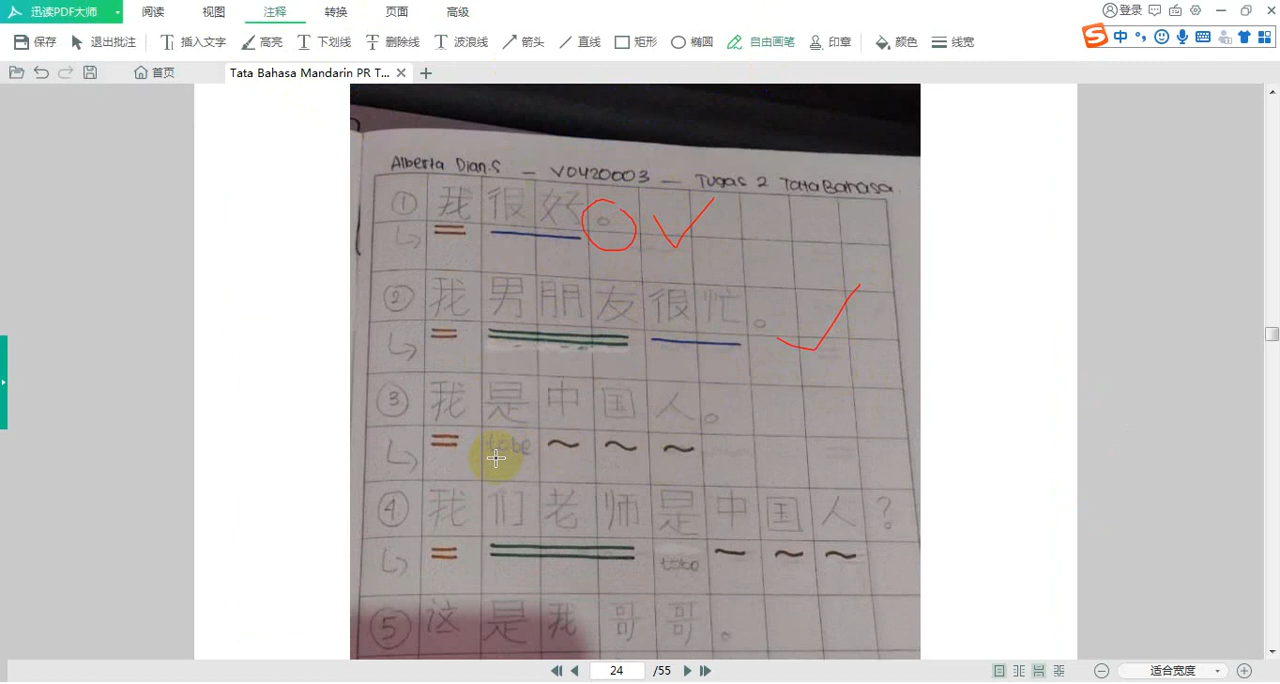 迅读PDF大师 阅读 视图 注释 转换 页面 高级 登录
保存 退出批注 插入文字 高亮 下划线 删除线 波浪线 箭头 直线 矩形 椭圆 自由画笔 印章 颜色 线宽 中
首页 Tata Bahasa Mandarin PR T...
Alberta Dian.S — V0420003 — Tugas 2 Tata Bahasa
① 我很好。
② 我男朋友很忙。
③ 我是中国人。
tobe
④ 我们老师是中国人?
tobe
⑤ 这是我哥哥。
24 /55 适合宽度